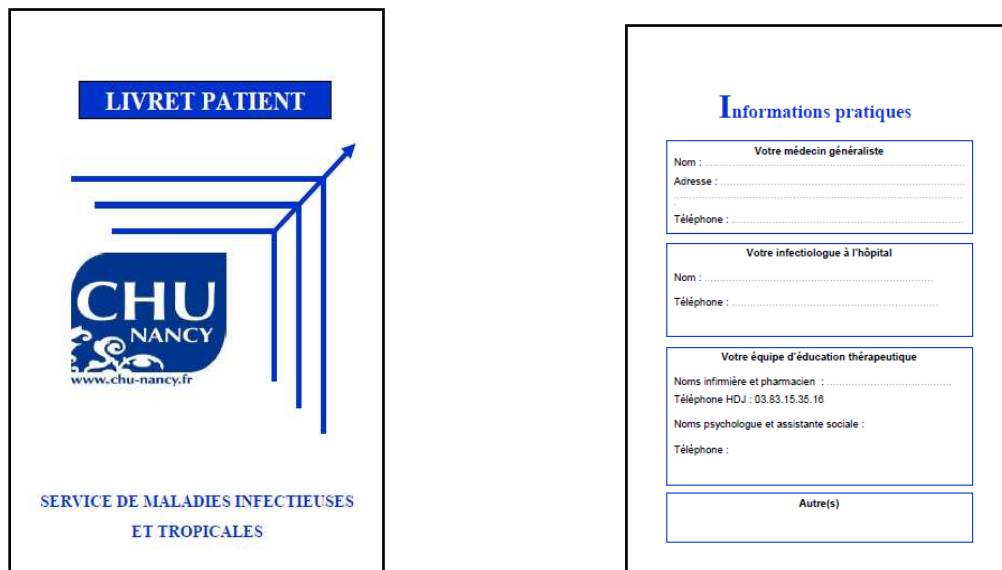 LIVRET PATIENT
CHU
NANCY
www.chu-nancy.fr
SERVICE DE MALADIES INFECTIEUSES
ET TROPICALES
Informations pratiques
Votre médecin généraliste
Nom : ................................................................
Adresse : ................................................................
................................................................
.
Téléphone : ................................................................
Votre infectiologue à l'hôpital
Nom : ................................................................
Téléphone : ................................................................
Votre équipe d'éducation thérapeutique
Noms infirmière et pharmacien : ................................
Téléphone HDJ : 03.83.15.35.16
Noms psychologue et assistante sociale :
Téléphone :
Autre(s)